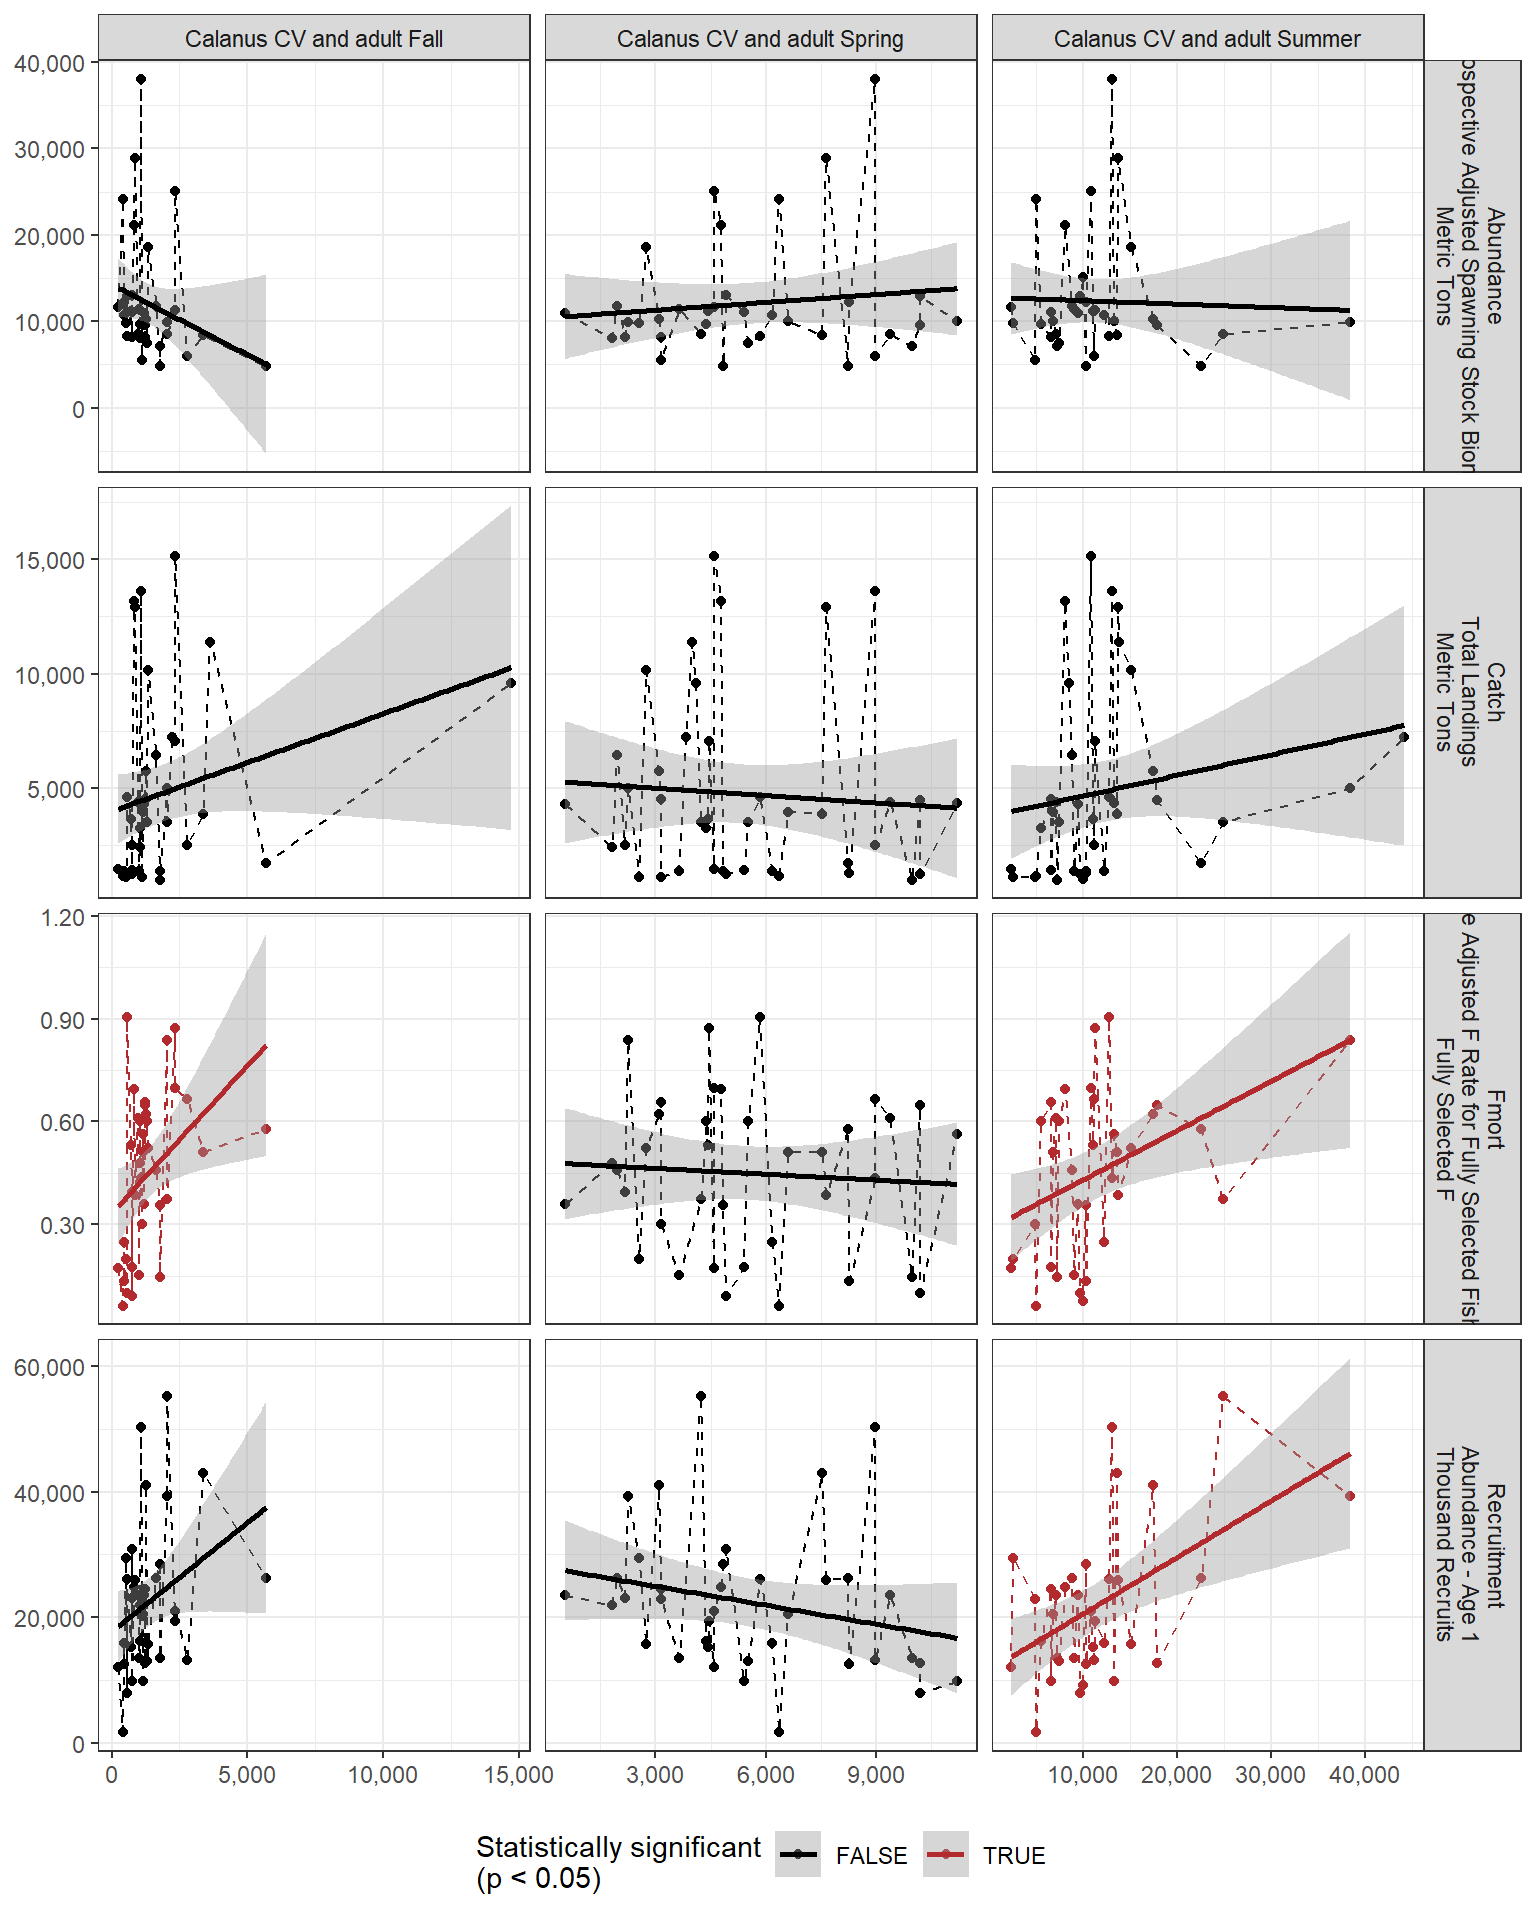 Calanus CV and adult Fall
Calanus CV and adult Spring
Calanus CV and adult Summer
40,000
30,000
20,000
10,000
0
Abundance
Adjusted Spawning Stock
Metric Tons
15,000
10,000
5,000
Catch
Total Landings
Metric Tons
1.20
0.90
0.60
0.30
Fmort
e Adjusted F Rate for Fully Selected Fish
Fully Selected F
60,000
40,000
20,000
0
Recruitment
Abundance - Age 1
Thousand Recruits
0 5,000 10,000 15,000
3,000 6,000 9,000
10,000 20,000 30,000 40,000
Statistically significant
(p < 0.05)
FALSE
TRUE